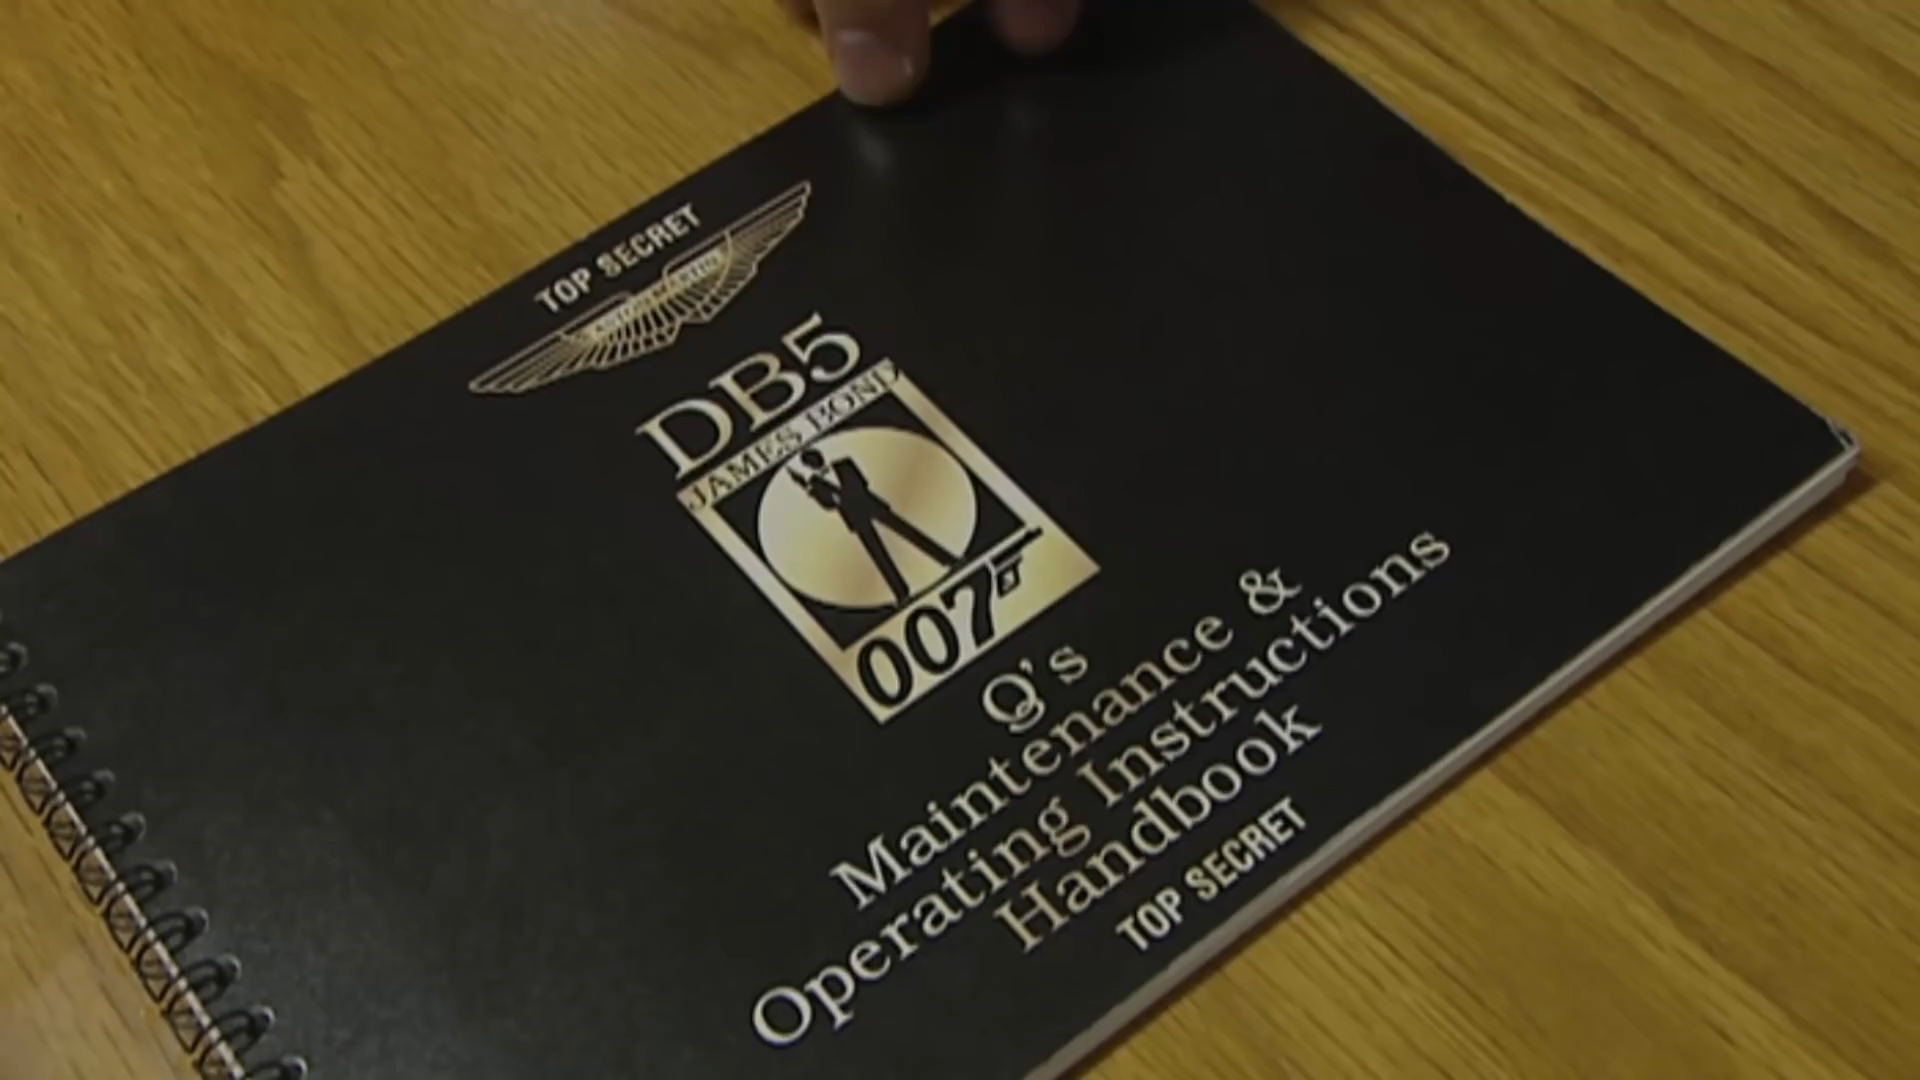 TOP SECRET
DB5
JAMES BOND
007
Q's
Maintenance &
Operating Instructions
Handbook
TOP SECRET